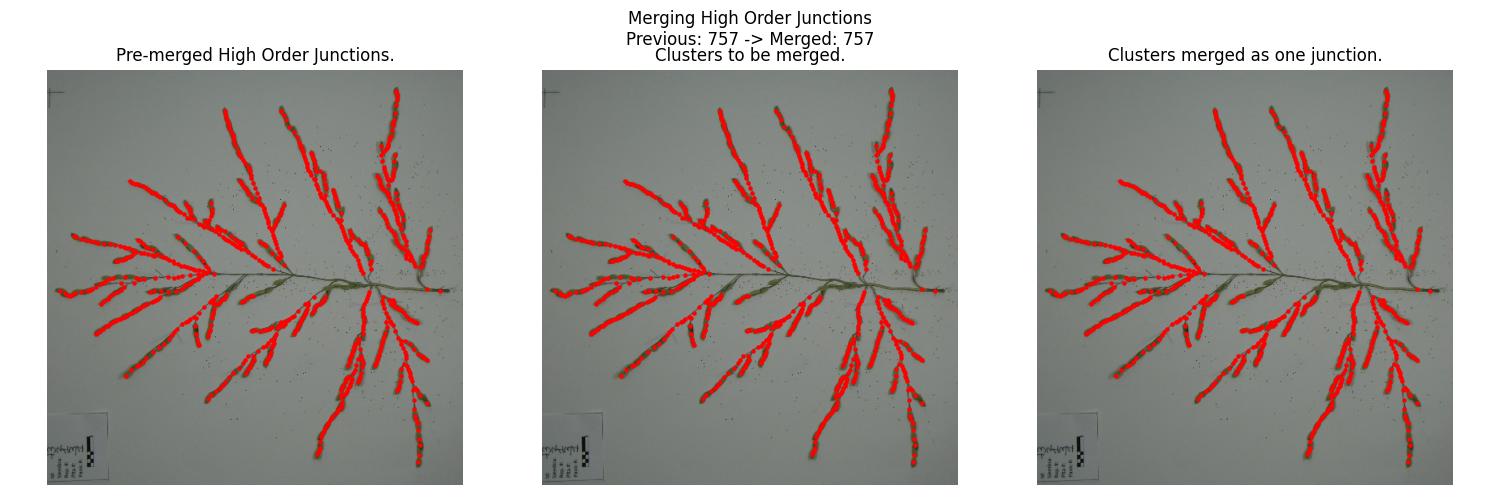 Merging High Order Junctions
Previous: 757 -> Merged: 757
Pre-merged High Order Junctions.
Clusters to be merged.
Clusters merged as one junction.